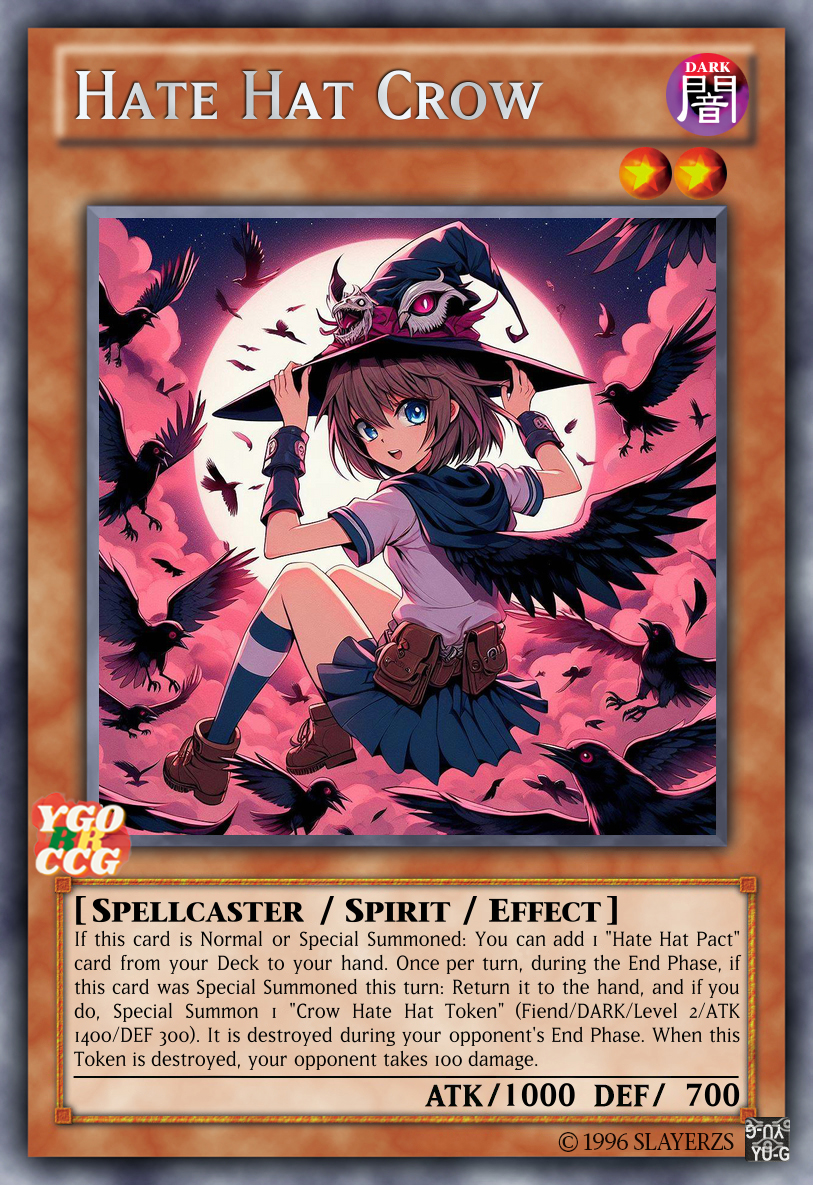 Hate Hat Crow
DARK
闇
YGO
RR
CCG
[ Spellcaster / Spirit / Effect ]
If this card is Normal or Special Summoned: You can add 1 "Hate Hat Pact"
card from your Deck to your hand. Once per turn, during the End Phase, if
this card was Special Summoned this turn: Return it to the hand, and if you
do, Special Summon 1 "Crow Hate Hat Token" (Fiend/DARK/Level 2/ATK
1400/DEF 300). It is destroyed during your opponent's End Phase. When this
Token is destroyed, your opponent takes 100 damage.
ATK/1000 DEF/ 700
© 1996 SLAYERZS
YU-G